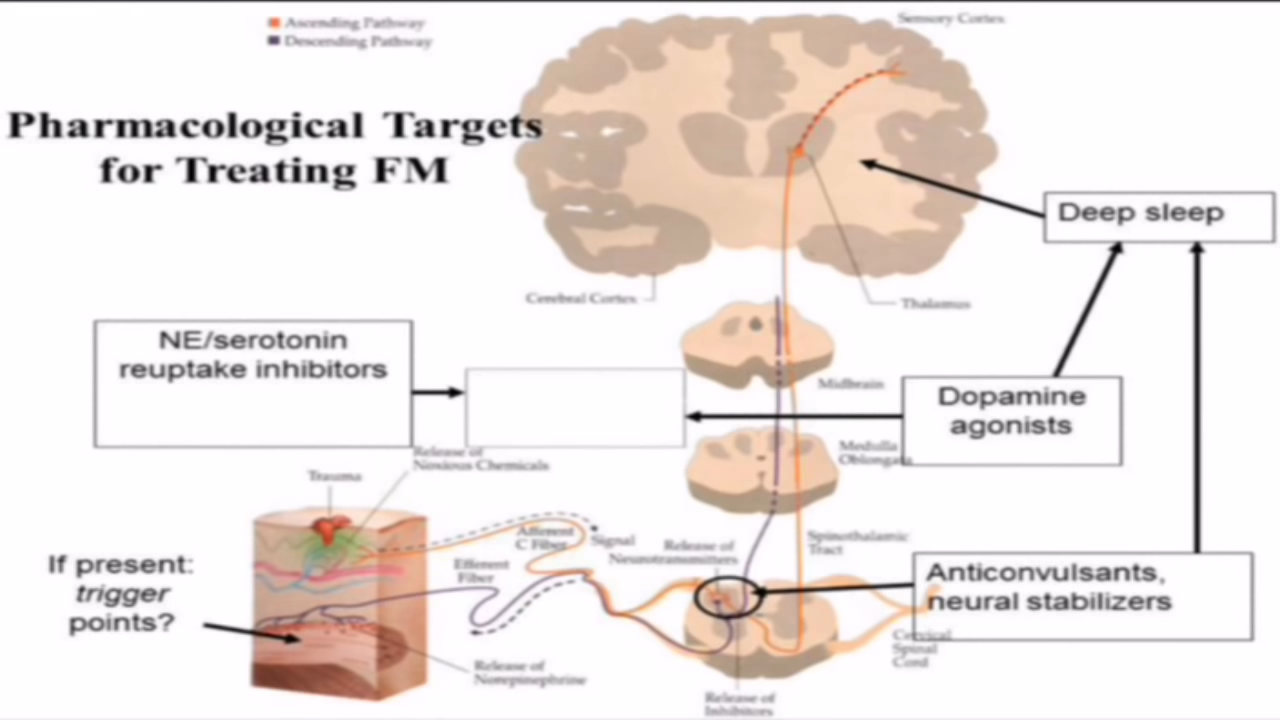 Ascending Pathway
Descending Pathway
Sensory Cortex
Pharmacological Targets
for Treating FM
Deep sleep
Cerebral Cortex
Thalamus
NE/serotonin
reuptake inhibitors
Midbrain
Dopamine
agonists
Medulla
Oblongata
Release of
Noxious Chemicals
Trauma
Afferent
C Fiber
Signal
Release of
Neurotransmitters
Spinothalamic
Tract
Efferent
Fiber
If present:
trigger
points?
Anticonvulsants,
neural stabilizers
Cervical
Spinal
Cord
Release of
Norepinephrine
Release of
Inhibitors